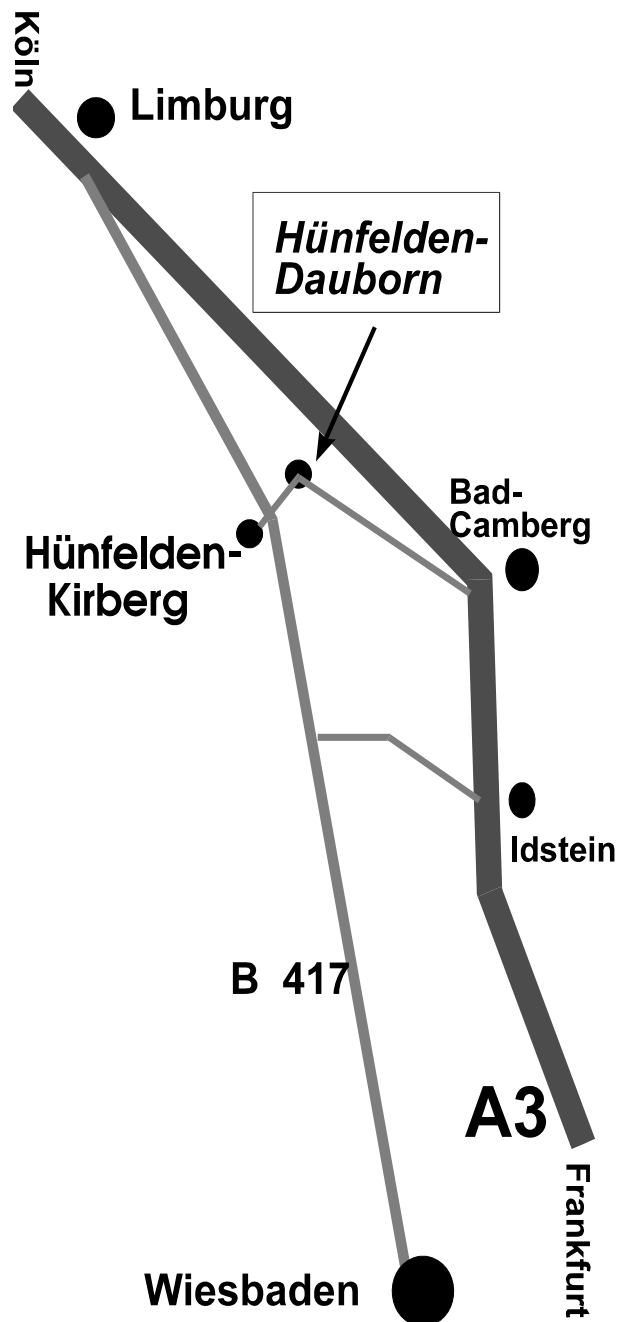 Köln
Limburg
Hünfelden-
Dauborn
Bad-
Camberg
Hünfelden-
Kirberg
Idstein
B 417
A3
Frankfurt
Wiesbaden